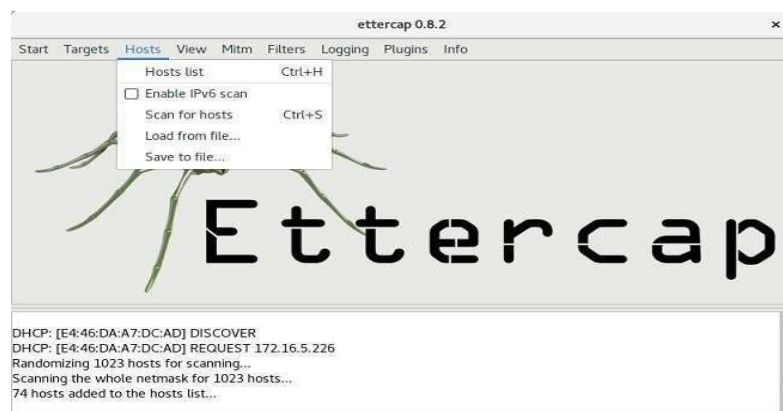 ettercap 0.8.2 ×
Start Targets Hosts View Mitm Filters Logging Plugins Info
Hosts list Ctrl+H
Enable IPv6 scan
Scan for hosts Ctrl+S
Load from file...
Save to file...
Ettercap
DHCP: [E4:46:DA:A7:DC:AD] DISCOVER
DHCP: [E4:46:DA:A7:DC:AD] REQUEST 172.16.5.226
Randomizing 1023 hosts for scanning...
Scanning the whole netmask for 1023 hosts...
74 hosts added to the hosts list...